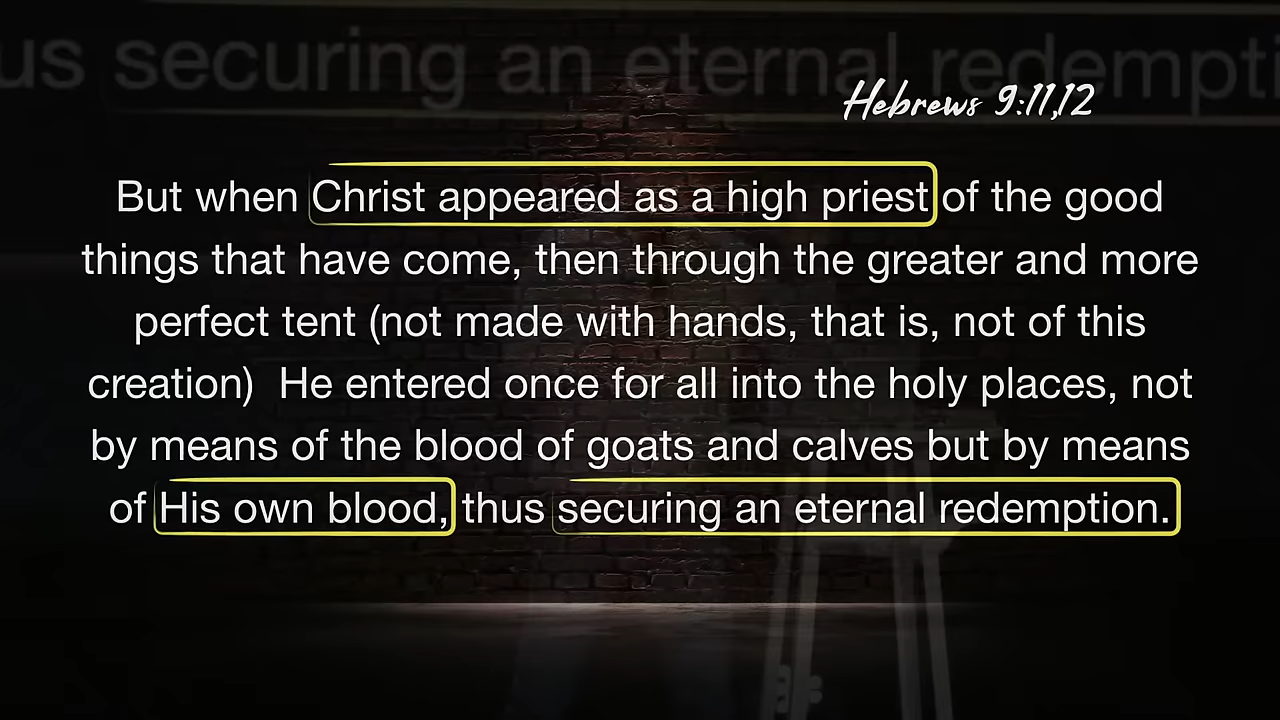 us securing an eternal redempti
Hebrews 9:11,12
But when Christ appeared as a high priest of the good
things that have come, then through the greater and more
perfect tent (not made with hands, that is, not of this
creation)  He entered once for all into the holy places, not
by means of the blood of goats and calves but by means
of His own blood, thus securing an eternal redemption.